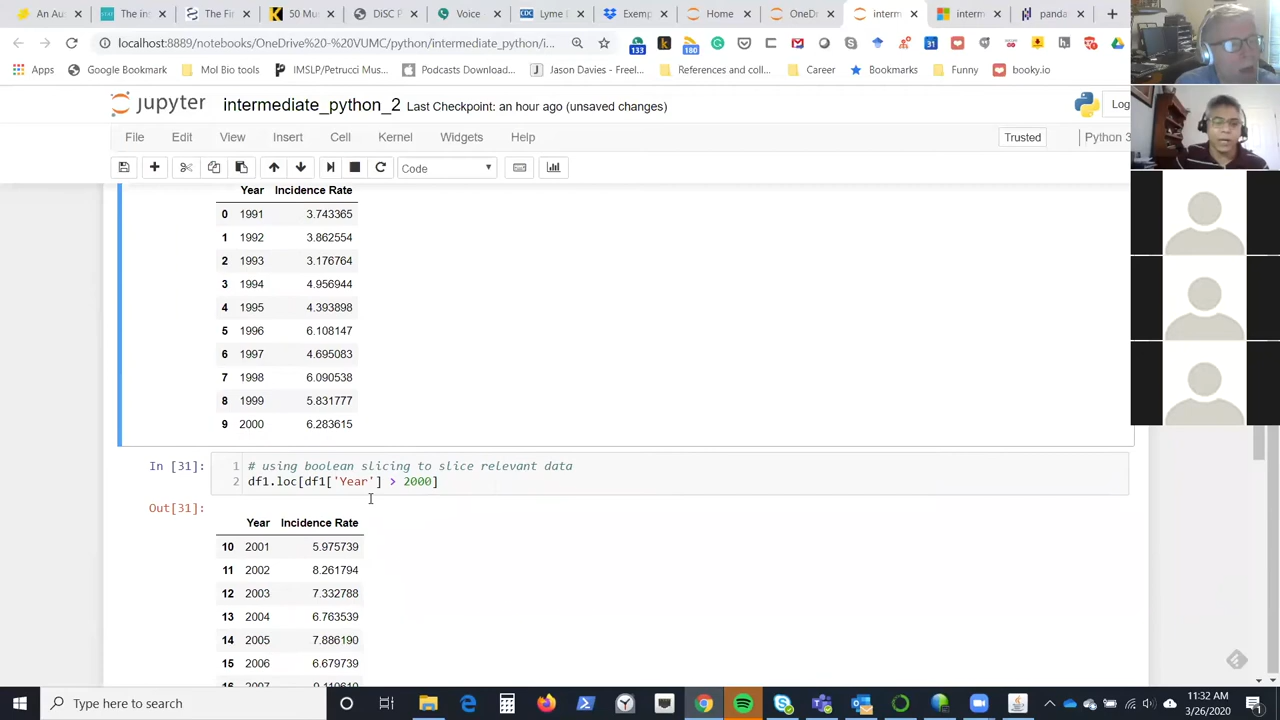 An Au
The ins
The Fir
50 Mus
DiSC P
Voice
Lyme D
Exemp
Home
OneDri
interm
interm
panda
localhost:8889/notebooks/OneDrive%20-%20VUMC/python/intermediate_python/i...
133
180
31
Apps
Google Bookmark
Mol Bio tools
IMSLP/Petrucci Mus...
Podcasts-Download...
Jason Davies - Freel...
References and coll...
Career
Bookmarks
Funny
booky.io
jupyter intermediate_python_2 Last Checkpoint: an hour ago (unsaved changes)
Log
File Edit View Insert Cell Kernel Widgets Help
Trusted
Python 3
Code
Year Incidence Rate
0 1991 3.743365
1 1992 3.862554
2 1993 3.176764
3 1994 4.956944
4 1995 4.393898
5 1996 6.108147
6 1997 4.695083
7 1998 6.090538
8 1999 5.831777
9 2000 6.283615
In [31]:
1 # using boolean slicing to slice relevant data
2 df1.loc[df1['Year'] > 2000]
Out[31]:
Year Incidence Rate
10 2001 5.975739
11 2002 8.261794
12 2003 7.332788
13 2004 6.763539
14 2005 7.886190
15 2006 6.679739
Type here to search
11:32 AM
3/26/2020